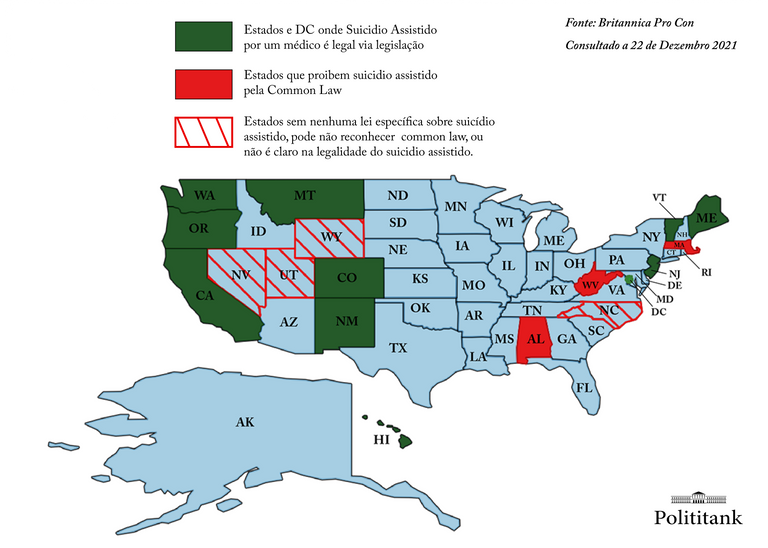 Estados e DC onde Suicidio Assistido
por um médico é legal via legislação
Fonte: Britannica Pro Con
Consultado a 22 de Dezembro 2021
Estados que proibem suicidio assistido
pela Common Law
Estados sem nenhuma lei específica sobre suicídio
assistido, pode não reconhecer common law, ou
não é claro na legalidade do suicidio assistido.
WA
MT
ND
MN
VT
ME
OR
ID
WY
SD
WI
ME
NY
NH
MA
CT
RI
NV
UT
CO
NE
IA
IL
IN
OH
PA
NJ
DE
MD
DC
CA
AZ
NM
KS
MO
KY
WV
VA
OK
AR
TN
NC
SC
TX
LA
MS
AL
GA
FL
AK
HI
Polititank